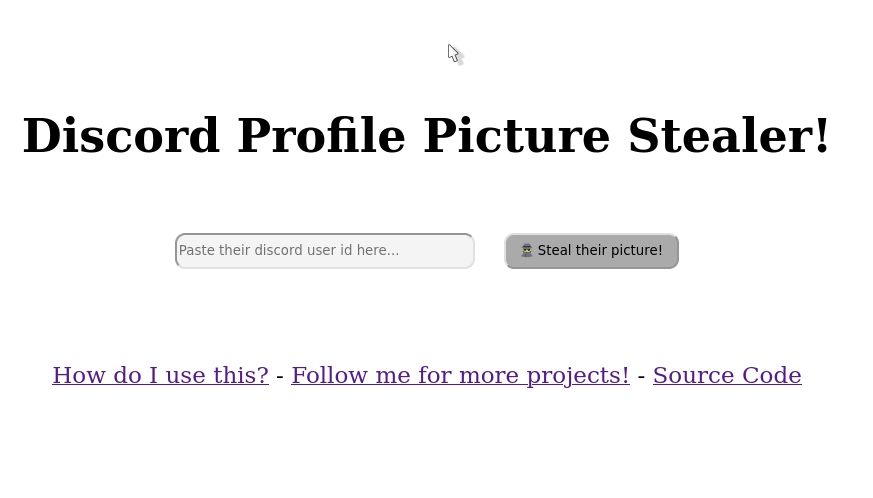 Discord Profile Picture Stealer!
Paste their discord user id here... Steal their picture!
How do I use this? - Follow me for more projects! - Source Code